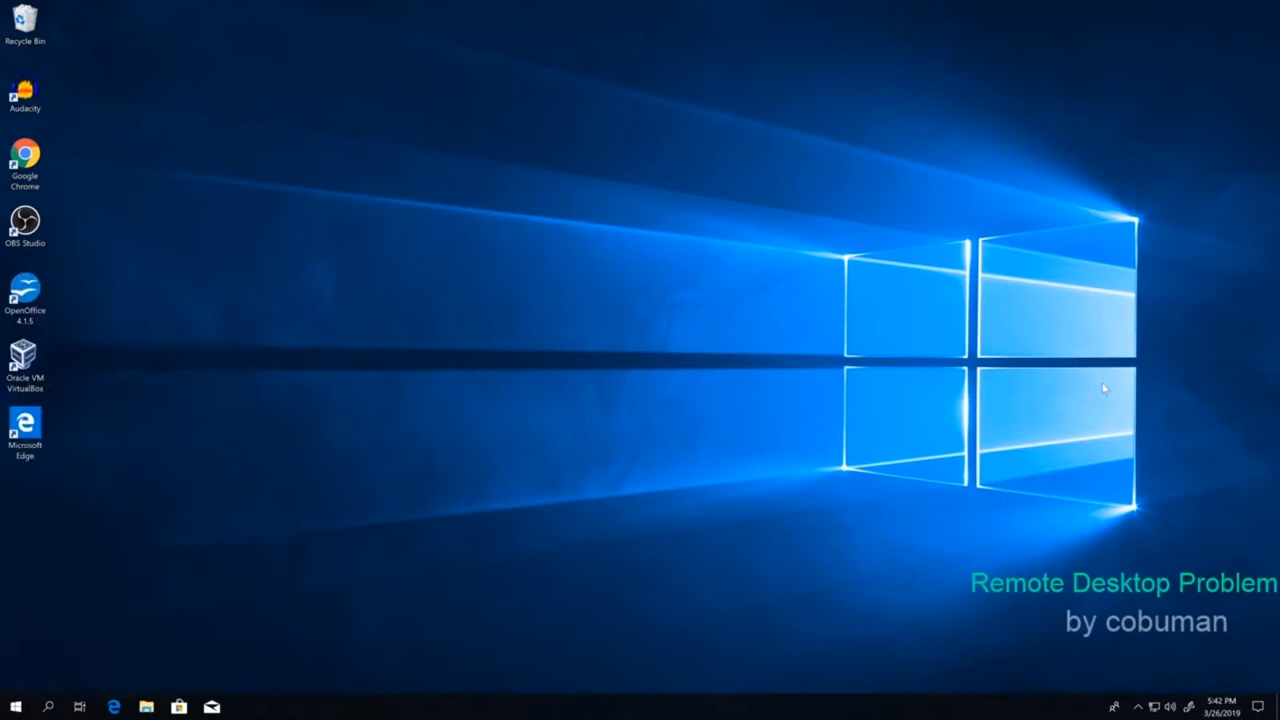 Recycle Bin
Audacity
Google
Chrome
OBS Studio
OpenOffice
4.1.5
Oracle VM
VirtualBox
Microsoft
Edge
Remote Desktop Problem
by cobuman
5:42 PM
3/26/2019